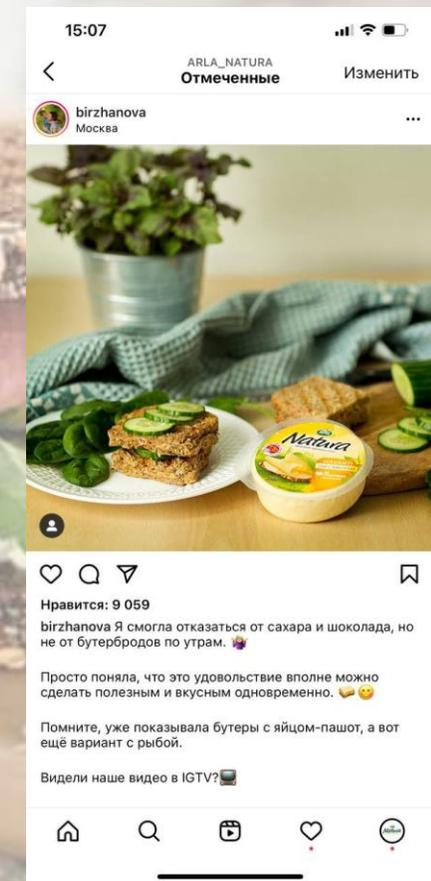 15:07
ARLA_NATURA
Отмеченные
Изменить
birzhanova
Москва
Natura
Нравится: 9 059
birzhanova Я смогла отказаться от сахара и шоколада, но
не от бутербродов по утрам. 🤷‍♀️
Просто поняла, что это удовольствие вполне можно
сделать полезным и вкусным одновременно. 🥪😋
Помните, уже показывала бутеры с яйцом-пашот, а вот
ещё вариант с рыбой.
Видели наше видео в IGTV?📺